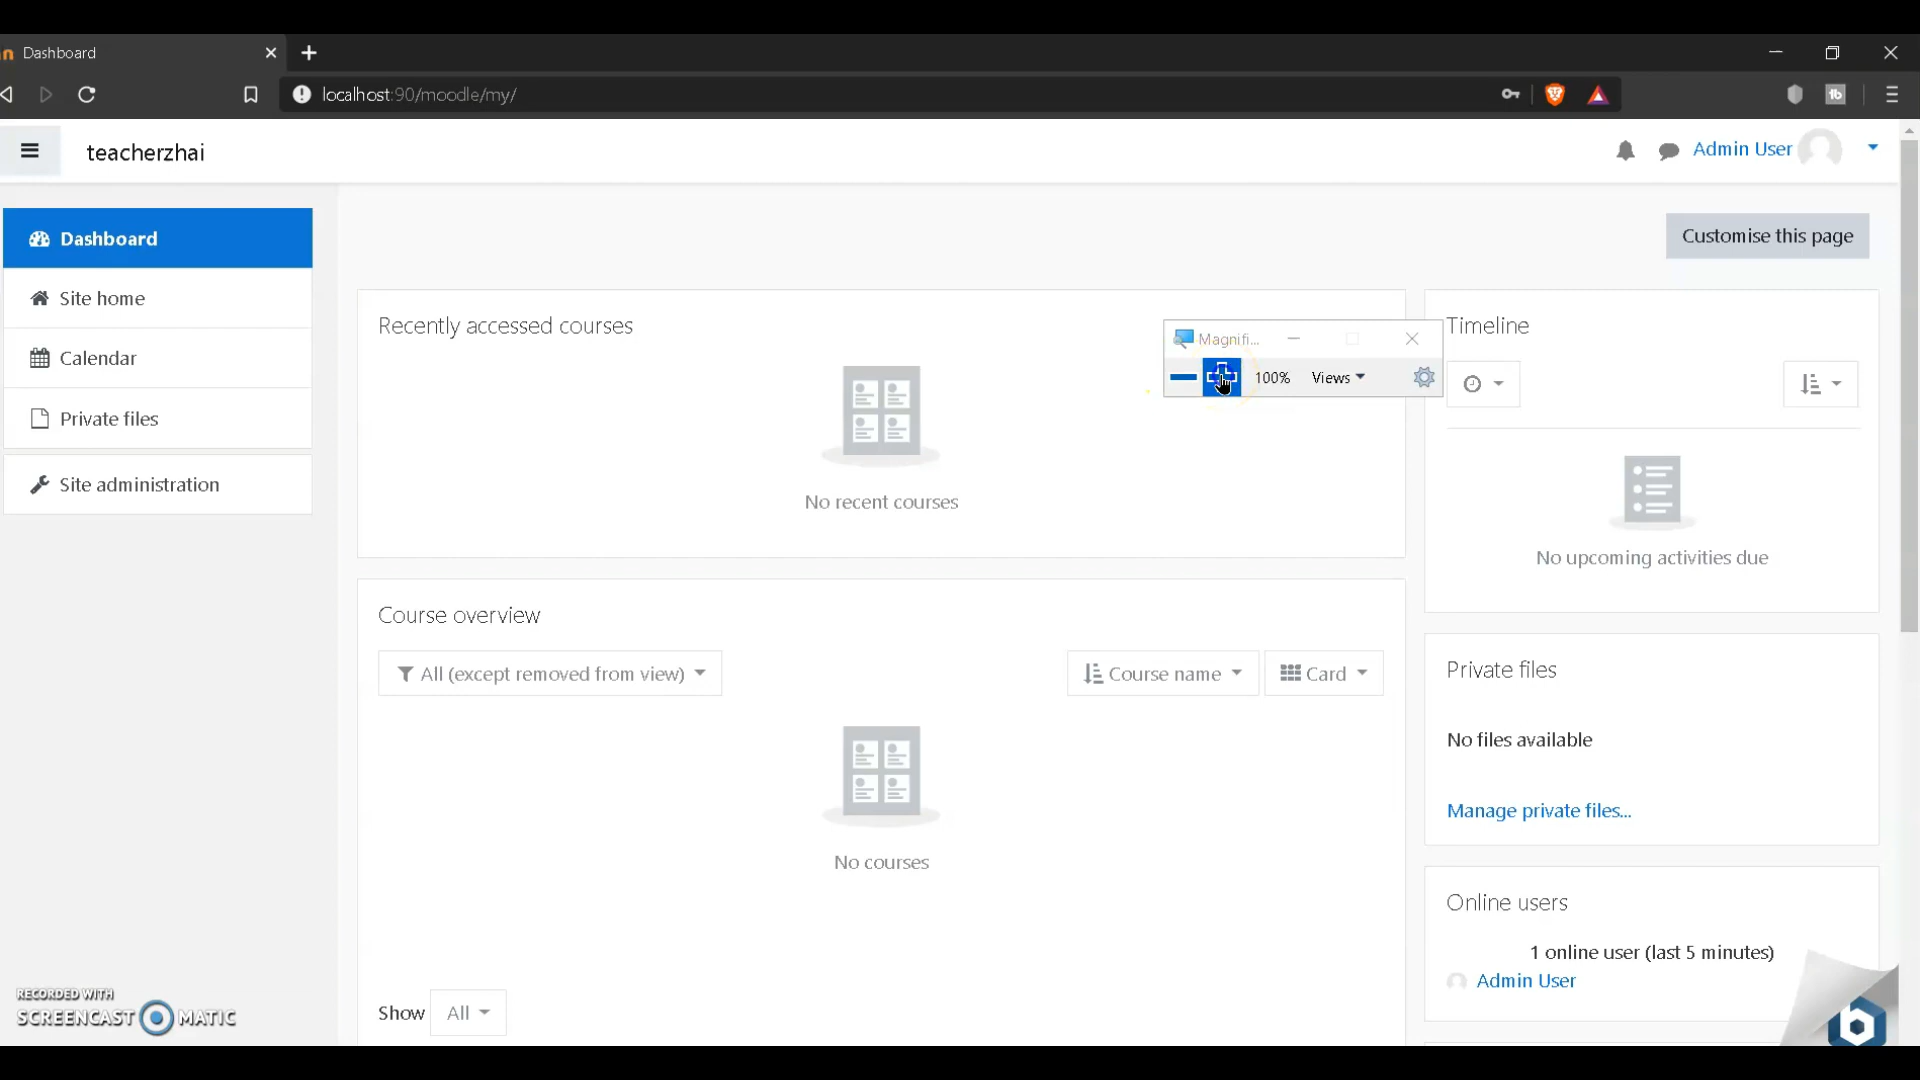 Dashboard
localhost:90/moodle/my/
teacherzhai
Admin User
Dashboard
Customise this page
Site home
Calendar
Private files
Site administration
Recently accessed courses
No recent courses
Magnifi...
100% Views
Timeline
No upcoming activities due
Course overview
All (except removed from view)
Course name
Card
No courses
Show All
Private files
No files available
Manage private files...
Online users
1 online user (last 5 minutes)
Admin User
RECORDED WITH
SCREENCAST MATIC